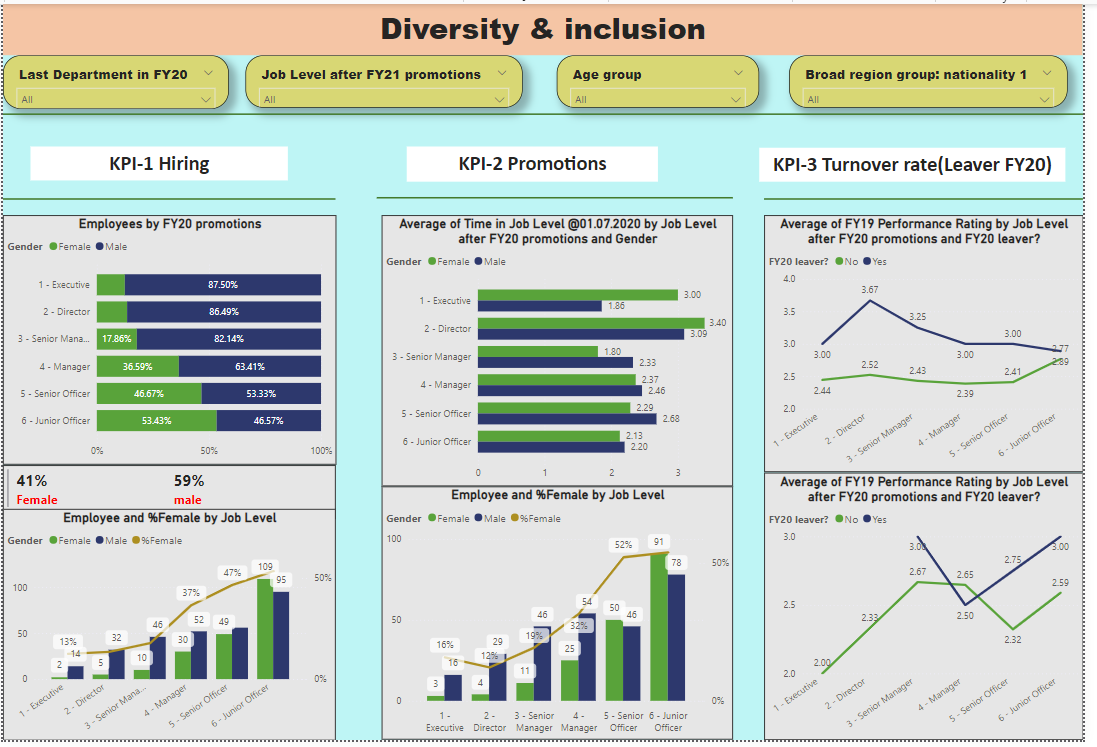 Diversity & inclusion
Last Department in FY20
All
Job Level after FY21 promotions
All
Age group
All
Broad region group: nationality 1
All
KPI-1 Hiring
KPI-2 Promotions
KPI-3 Turnover rate(Leaver FY20)
Employees by FY20 promotions
Gender Female Male
1 - Executive 87.50%
2 - Director 86.49%
3 - Senior Mana... 17.86% 82.14%
4 - Manager 36.59% 63.41%
5 - Senior Officer 46.67% 53.33%
6 - Junior Officer 53.43% 46.57%
0% 50% 100%
41% 59%
Female male
Employee and %Female by Job Level
Gender Female Male %Female
100
50
0
50%
0%
13% 32 46 37% 52 47% 109 95
2 14 5 10 30 49
1 - Executive
2 - Director
3 - Senior Mana...
4 - Manager
5 - Senior Officer
6 - Junior Officer
Average of Time in Job Level @01.07.2020 by Job Level
after FY20 promotions and Gender
Gender Female Male
1 - Executive 3.00 1.86
2 - Director 3.40 3.09
3 - Senior Manager 1.80 2.33
4 - Manager 2.37 2.46
5 - Senior Officer 2.29 2.68
6 - Junior Officer 2.13 2.20
0 1 2 3
Employee and %Female by Job Level
Gender Female Male %Female
100
50
0
50%
0%
16% 29 46 54 52% 91 78
3 16 4 12% 11 19% 25 32% 50 46
1 -
Executive
2 -
Director
3 - Senior
Manager
4 -
Manager
5 - Senior
Officer
6 - Junior
Officer
Average of FY19 Performance Rating by Job Level
after FY20 promotions and FY20 leaver?
FY20 leaver? No Yes
4.0
3.5
3.0
2.5
2.0
3.00 3.67 3.25 3.00 3.00 2.77
2.44 2.52 2.43 2.39 2.41 2.89
1 - Executive
2 - Director
3 - Senior Manager
4 - Manager
5 - Senior Officer
6 - Junior Officer
Average of FY19 Performance Rating by Job Level
after FY20 promotions and FY20 leaver?
FY20 leaver? No Yes
3.0
2.5
2.0
3.00 2.50 2.75 3.00
2.00 2.33 2.67 2.65 2.32 2.59
1 - Executive
2 - Director
3 - Senior Manager
4 - Manager
5 - Senior Officer
6 - Junior Officer